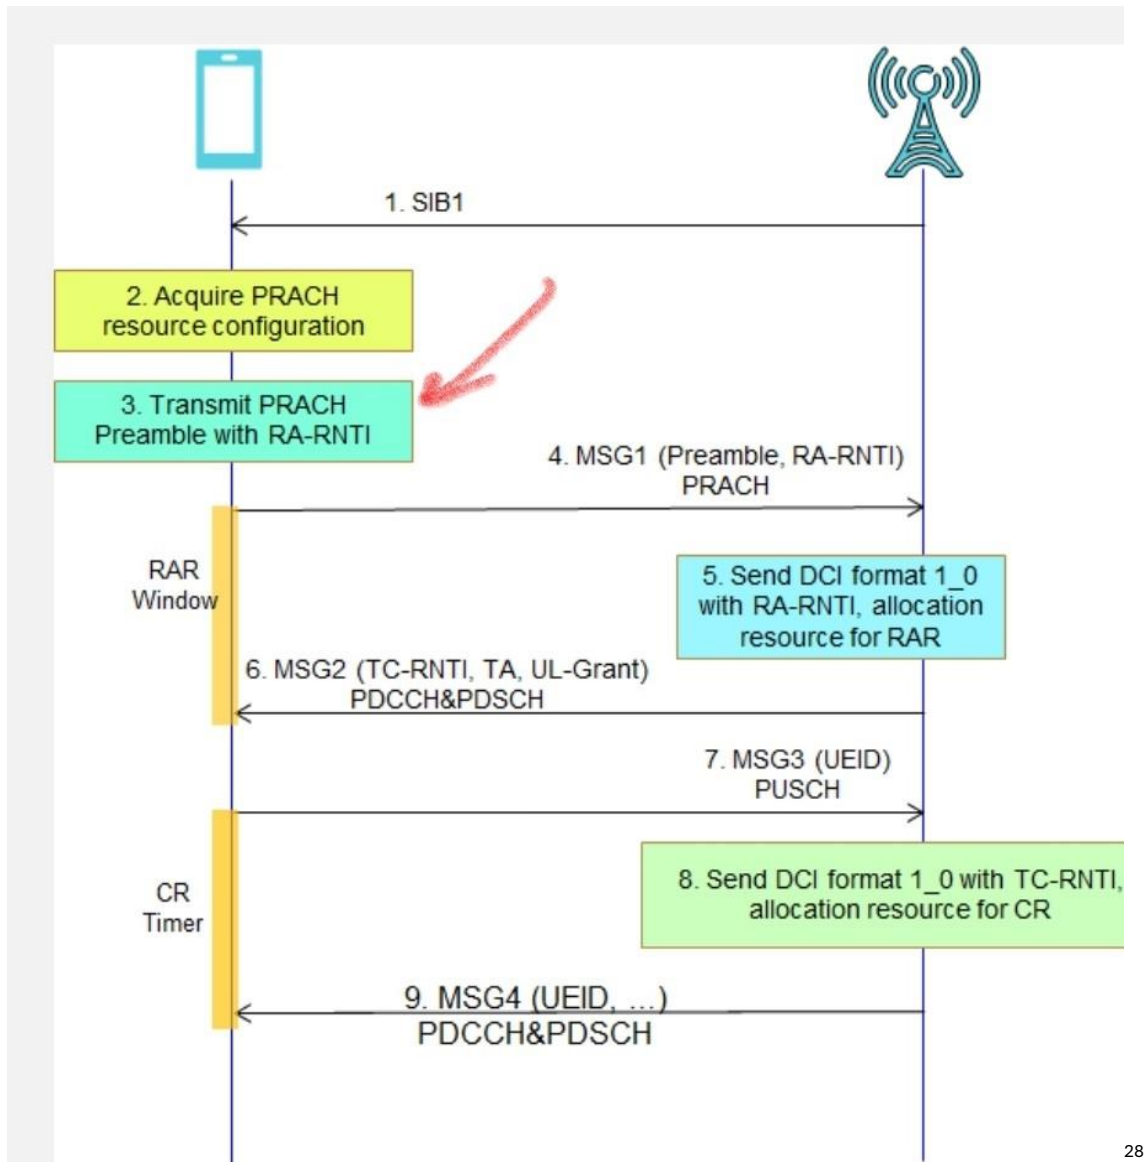 1. SIB1
2. Acquire PRACH
resource configuration
3. Transmit PRACH
Preamble with RA-RNTI
4. MSG1 (Preamble, RA-RNTI)
PRACH
RAR
Window
5. Send DCI format 1_0
with RA-RNTI, allocation
resource for RAR
6. MSG2 (TC-RNTI, TA, UL-Grant)
PDCCH&PDSCH
7. MSG3 (UEID)
PUSCH
CR
Timer
8. Send DCI format 1_0 with TC-RNTI,
allocation resource for CR
9. MSG4 (UEID, ...)
PDCCH&PDSCH
28